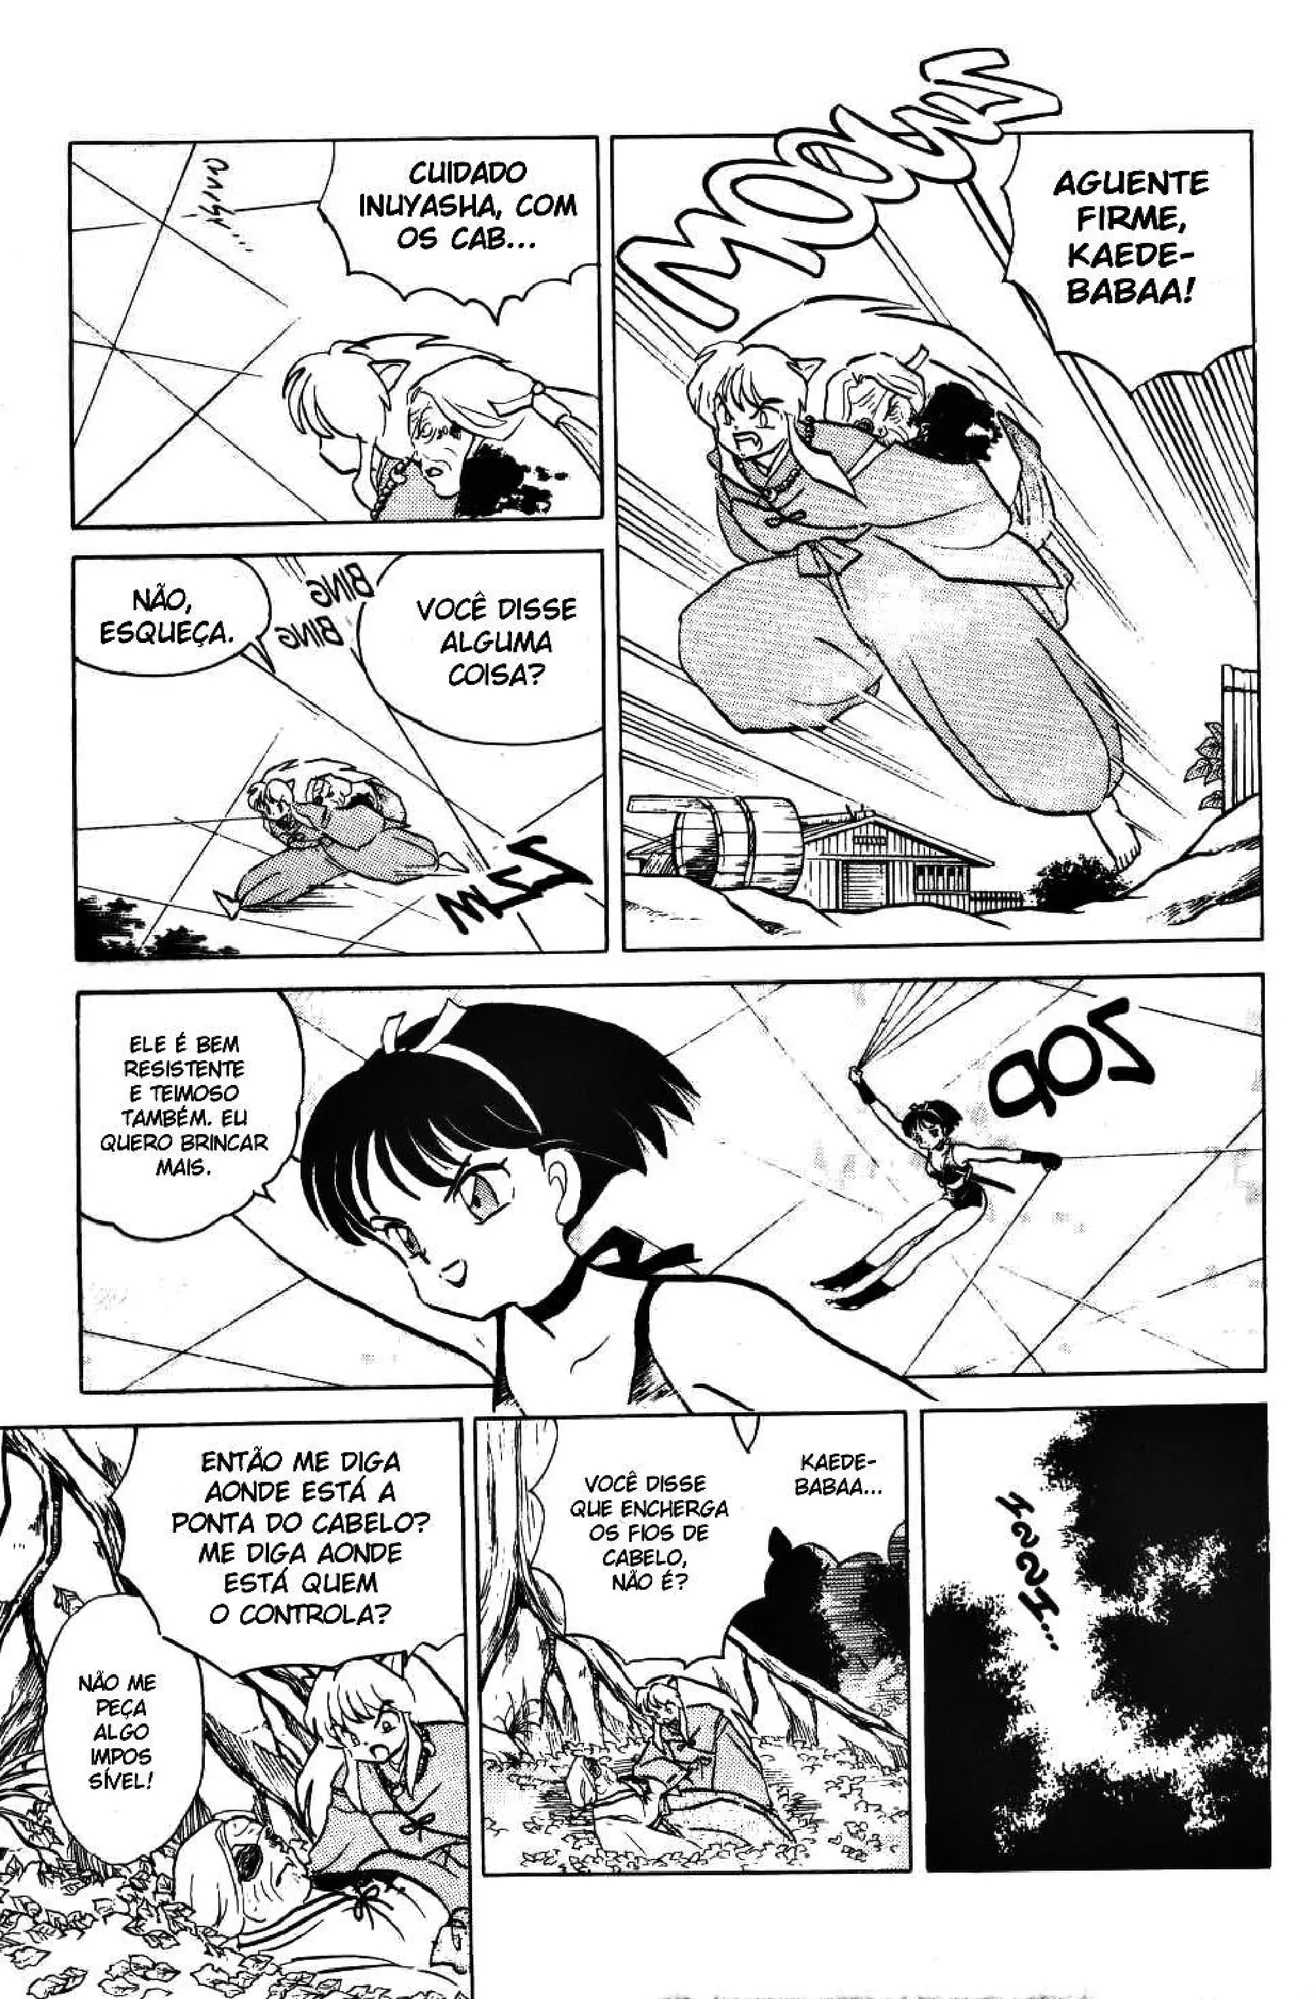 AGUENTE
FIRME,
KAEDE-
BABAA!
CUIDADO
INUYASHA, COM
OS CAB...
VOCÊ DISSE
ALGUMA
COISA?
BING
BING
NÃO,
ESQUEÇA.
ELE É BEM
RESISTENTE
E TEIMOSO
TAMBÉM. EU
QUERO BRINCAR
MAIS.
KAEDE-
BABAA...
VOCÊ DISSE
QUE ENCHERGA
OS FIOS DE
CABELO,
NÃO É?
ENTÃO ME DIGA
AONDE ESTÁ A
PONTA DO CABELO?
ME DIGA AONDE
ESTÁ QUEM
O CONTROLA?
NÃO ME
PEÇA
ALGO
IMPOS
SÍVEL!